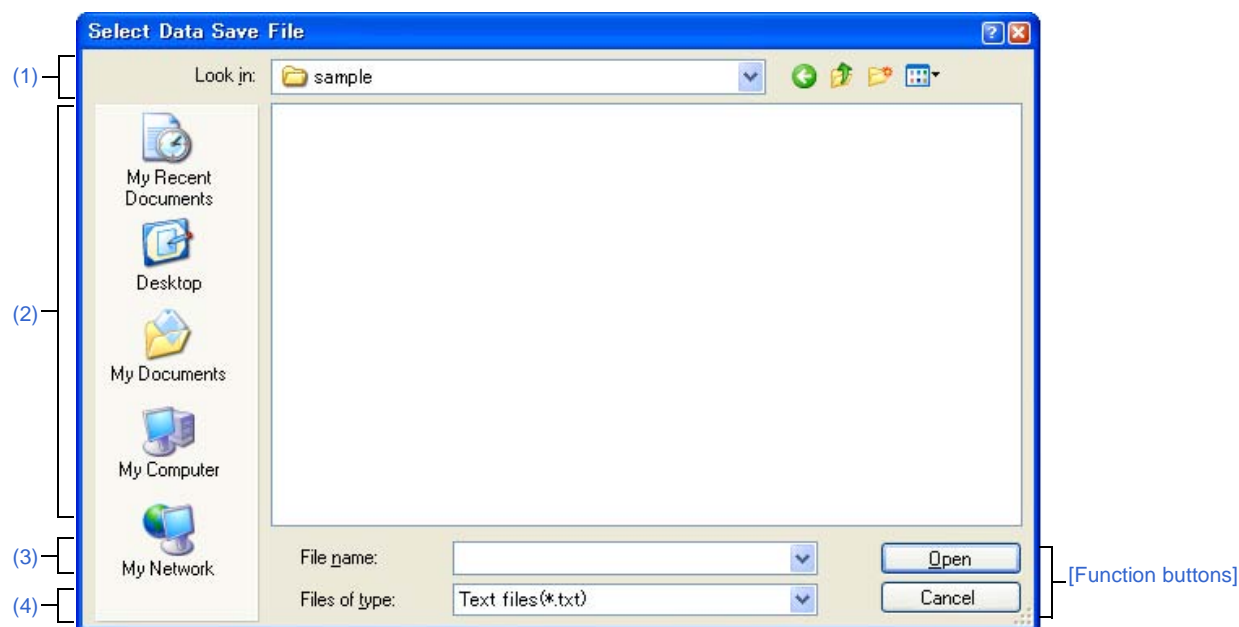 Select Data Save File
(1)
Look in:
sample
My Recent
Documents
Desktop
(2)
My Documents
My Computer
My Network
(3)
File name:
Open
[Function buttons]
(4)
Files of type:
Text files(*.txt)
Cancel